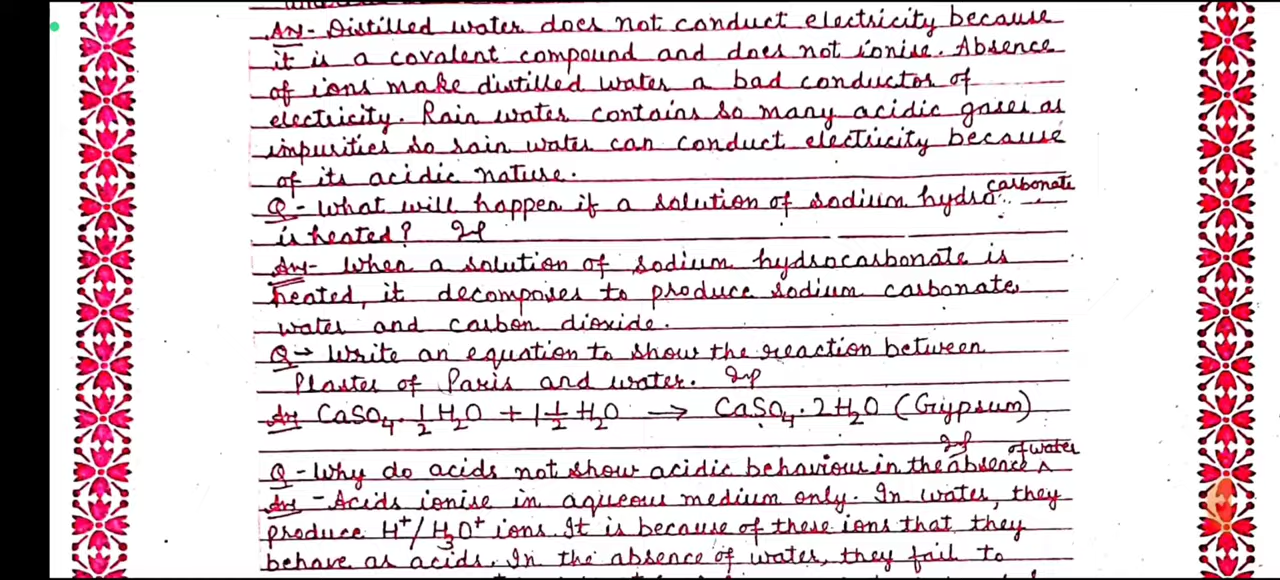 An- Distilled water does not conduct electricity because
it is a covalent compound and does not ionise. Absence
of ions make distilled water a bad conductor of
electricity. Rain water contains so many acidic gases as
impurities so rain water can conduct electricity because
of its acidic nature.
Q- What will happen if a solution of sodium hydrocarbonate
is heated?
Ans- When a solution of sodium hydrocarbonate is
heated, it decomposes to produce sodium carbonate,
water and carbon dioxide.
Q→ Write an equation to show the reaction between
Plaster of Paris and water.
An CaSO₄·½H₂O + 1½H₂O → CaSO₄·2H₂O (Gypsum)
Q- Why do acids not show acidic behaviour in the absence of water
An- Acids ionise in aqueous medium only. In water, they
produce H⁺/H₃O⁺ ions. It is because of these ions that they
behave as acids. In the absence of water, they fail to